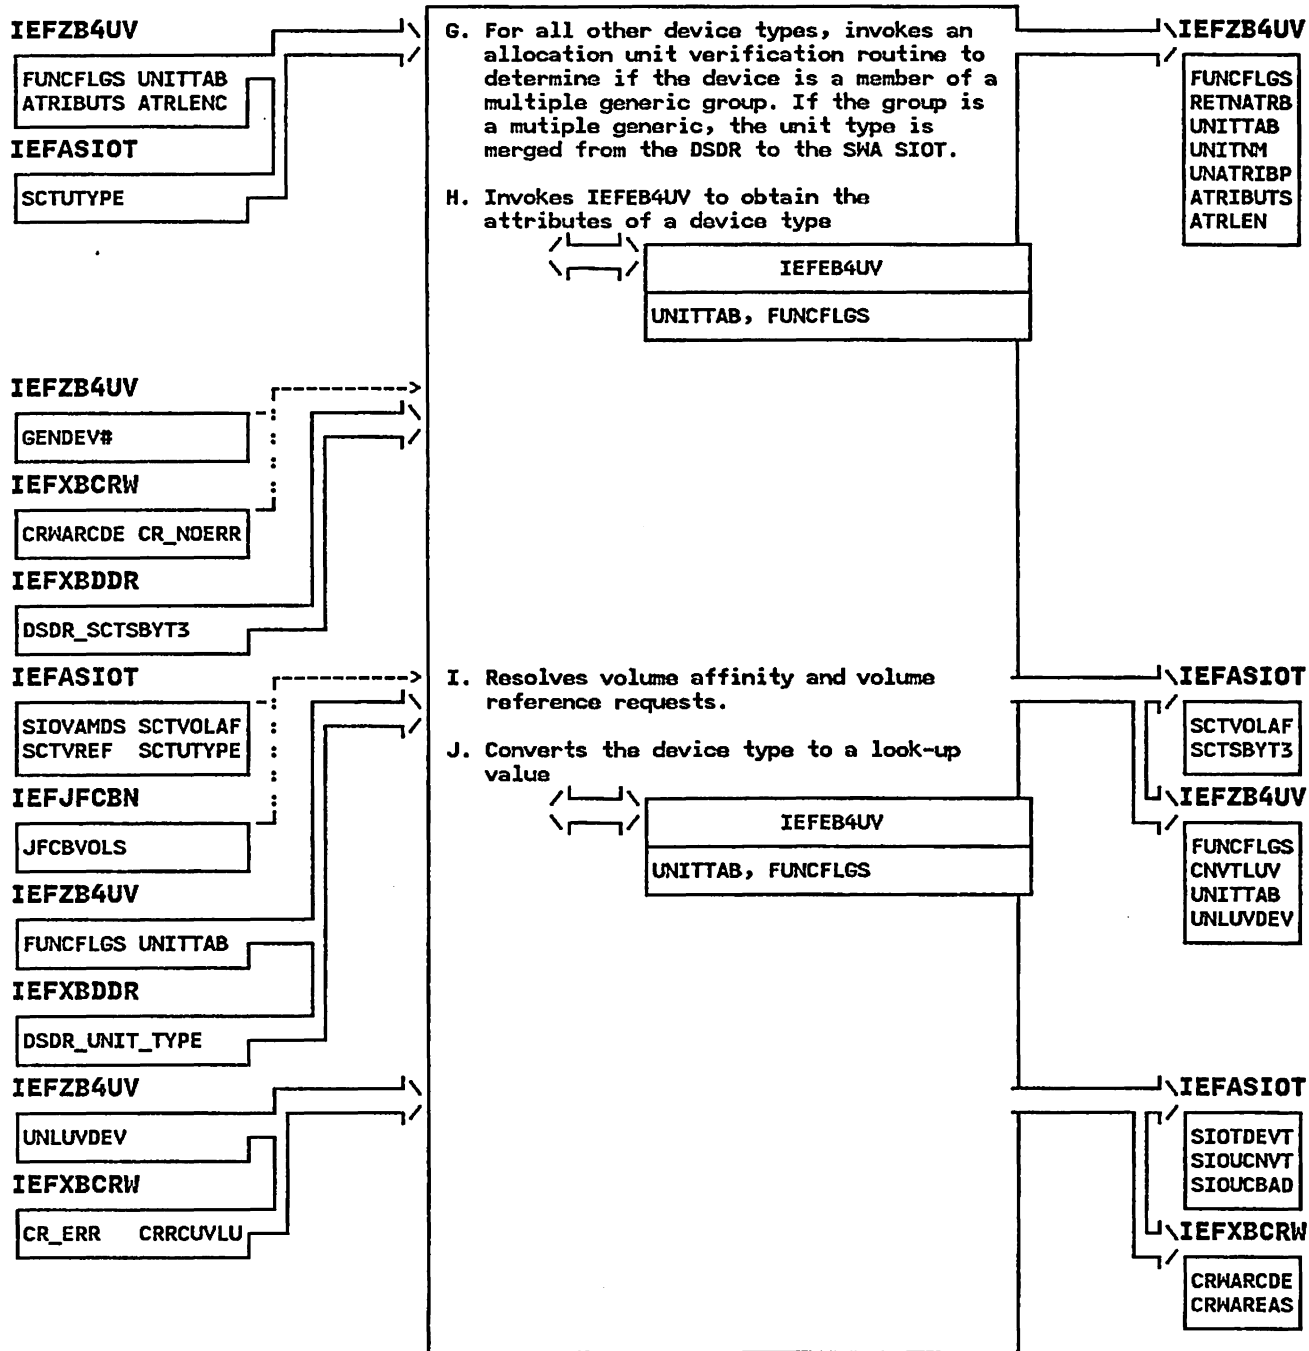 IEFZB4UV
FUNCFLGS UNITTAB
ATRIBUTS ATRLENC
IEFASIOT
SCTUTYPE
G. For all other device types, invokes an
allocation unit verification routine to
determine if the device is a member of a
multiple generic group. If the group is
a mutiple generic, the unit type is
merged from the DSDR to the SWA SIOT.
H. Invokes IEFEB4UV to obtain the
attributes of a device type
IEFEB4UV
UNITTAB, FUNCFLGS
IEFZB4UV
FUNCFLGS
RETNATRB
UNITTAB
UNITNM
UNATRIBP
ATRIBUTS
ATRLEN
IEFZB4UV
GENDEV#
IEFXBCRW
CRWARCDE CR_NOERR
IEFXBDDR
DSDR_SCTSBYT3
IEFASIOT
SIOVAMDS SCTVOLAF
SCTVREF SCTUTYPE
IEFJFCBN
JFCBVOLS
IEFZB4UV
FUNCFLGS UNITTAB
IEFXBDDR
DSDR_UNIT_TYPE
I. Resolves volume affinity and volume
reference requests.
J. Converts the device type to a look-up
value
IEFEB4UV
UNITTAB, FUNCFLGS
IEFASIOT
SCTVOLAF
SCTSBYT3
IEFZB4UV
FUNCFLGS
CNVTLUV
UNITTAB
UNLUVDEV
IEFZB4UV
UNLUVDEV
IEFXBCRW
CR_ERR CRRCUVLU
IEFASIOT
SIOTDEVT
SIOUCNVT
SIOUCBAD
IEFXBCRW
CRWARCDE
CRWAREAS